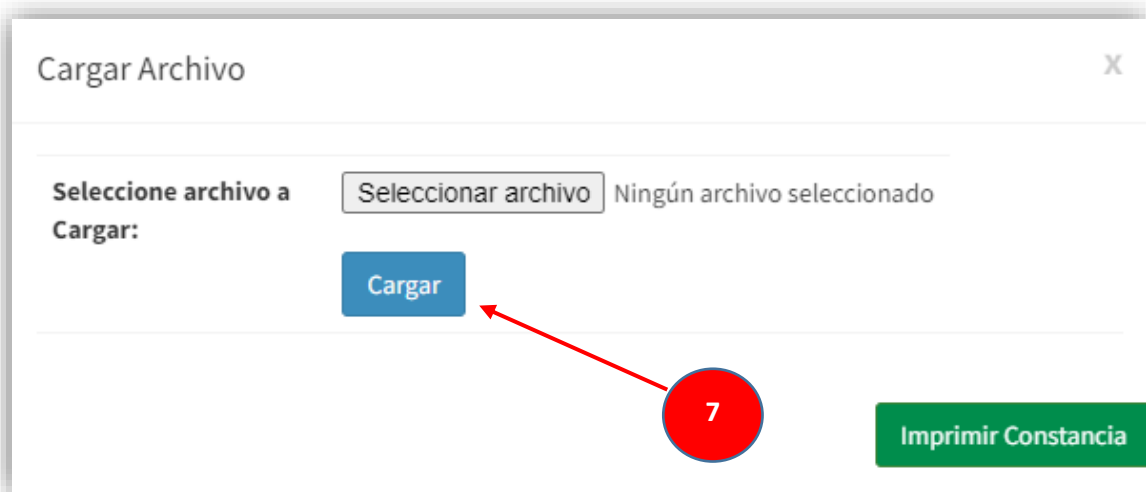 Cargar Archivo
X
Seleccione archivo a
Cargar:
Seleccionar archivo Ningún archivo seleccionado
Cargar
7
Imprimir Constancia